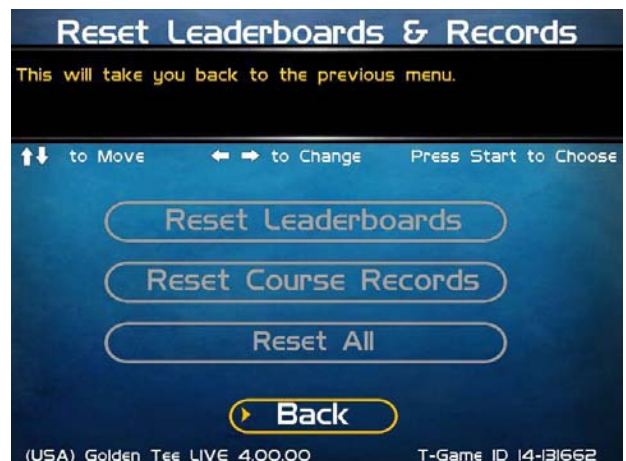 Reset Leaderboards & Records
This will take you back to the previous menu.
to Move to Change Press Start to Choose
Reset Leaderboards
Reset Course Records
Reset All
Back
(USA) Golden Tee LIVE 4.00.00 T-Game ID 14-131662